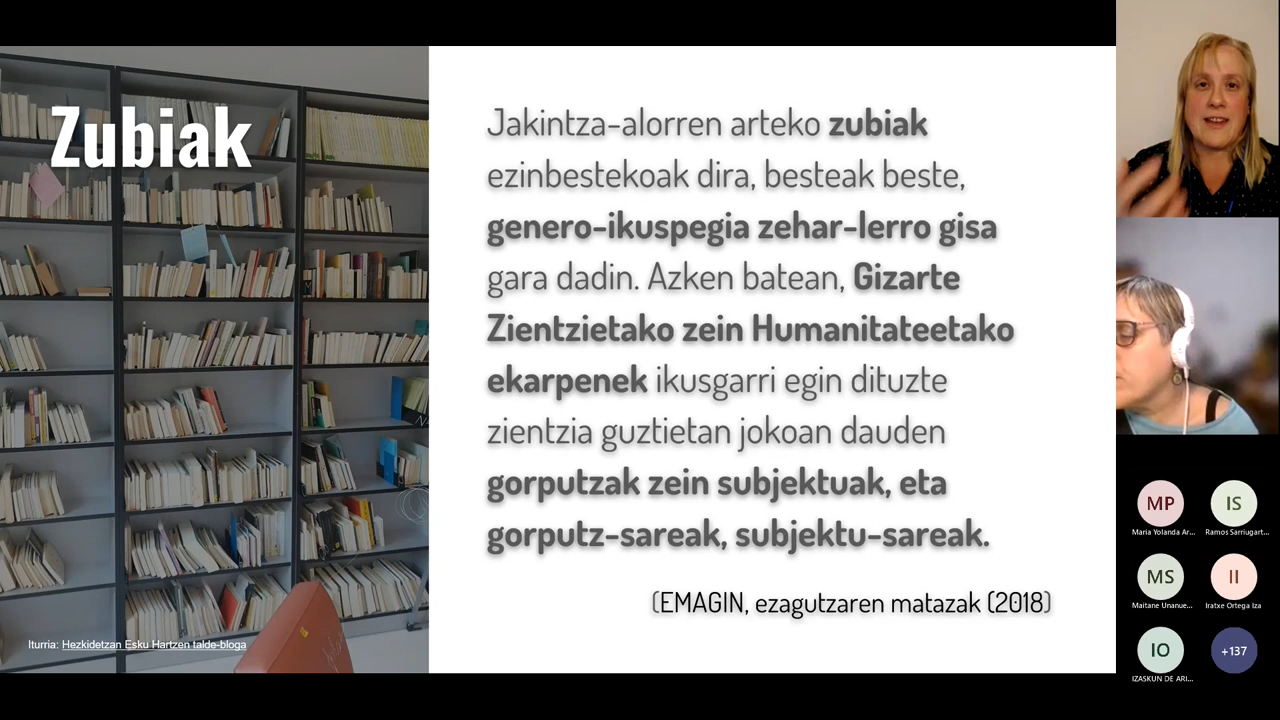 Zubiak
Jakintza-alorren arteko zubiak
ezinbestekoak dira, besteak beste,
genero-ikuspegia zehar-lerro gisa
gara dadin. Azken batean, Gizarte
Zientzietako zein Humanitateetako
ekarpenek ikusgarri egin dituzte
zientzia guztietan jokoan dauden
gorputzak zein subjektuak, eta
gorputz-sareak, subjektu-sareak.
(EMAGIN, ezagutzaren matazak (2018)
Iturria: Hezkidetzan Esku Hartzen talde-bloga
MP
IS
Maria Yolanda Ar...
Ramos Sarriugart...
MS
II
Maitane Unanue...
Iratxe Ortega Iza
IO
+137
IZASKUN DE ARI...